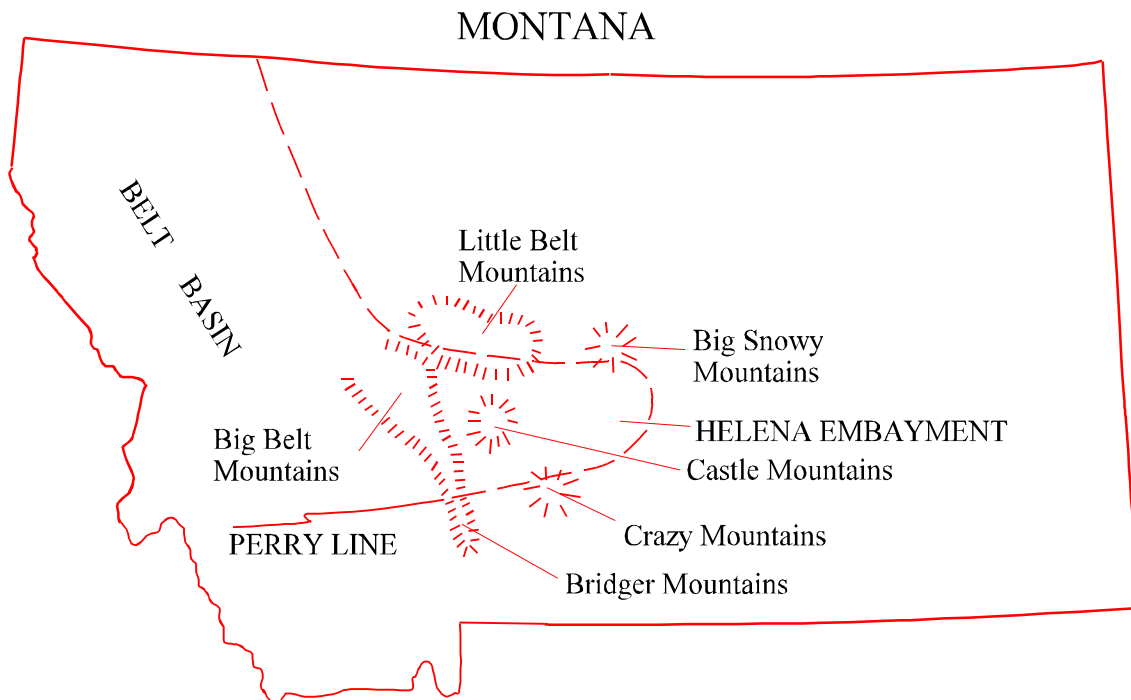 MONTANA
BELT
BASIN
Little Belt
Mountains
Big Snowy
Mountains
HELENA EMBAYMENT
Big Belt
Mountains
Castle Mountains
Crazy Mountains
PERRY LINE
Bridger Mountains